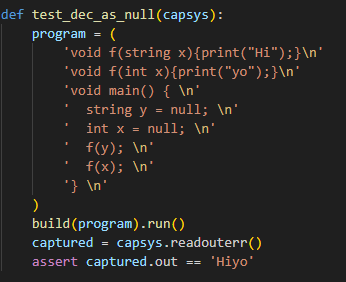 def test_dec_as_null(capsys):
    program = (
        'void f(string x){print("Hi");}\n'
        'void f(int x){print("yo");}\n'
        'void main() { \n'
        '  string y = null; \n'
        '  int x = null; \n'
        '  f(y); \n'
        '  f(x); \n'
        '} \n'
    )
    build(program).run()
    captured = capsys.readouterr()
    assert captured.out == 'Hiyo'